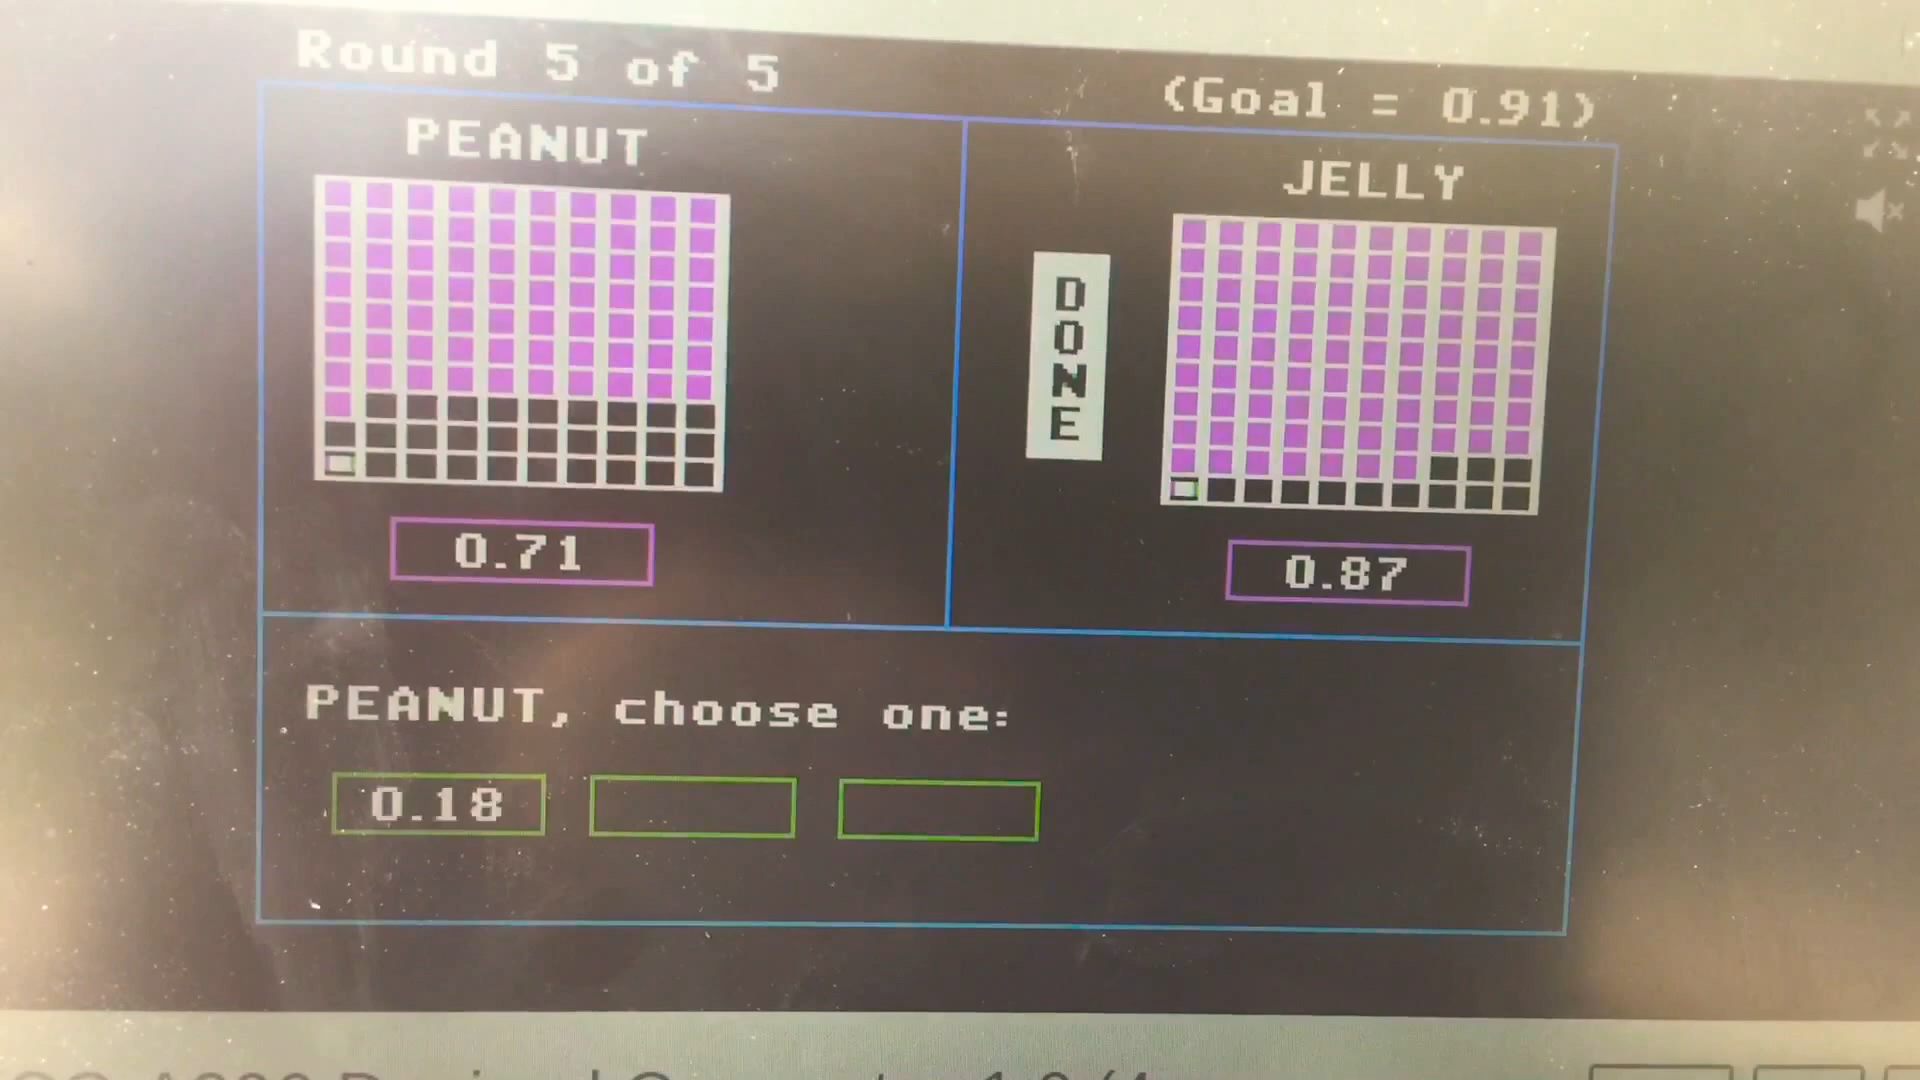 Round 5 of 5
(Goal = 0.91)
PEANUT
JELLY
DONE
0.71
0.87
PEANUT, choose one:
0.18